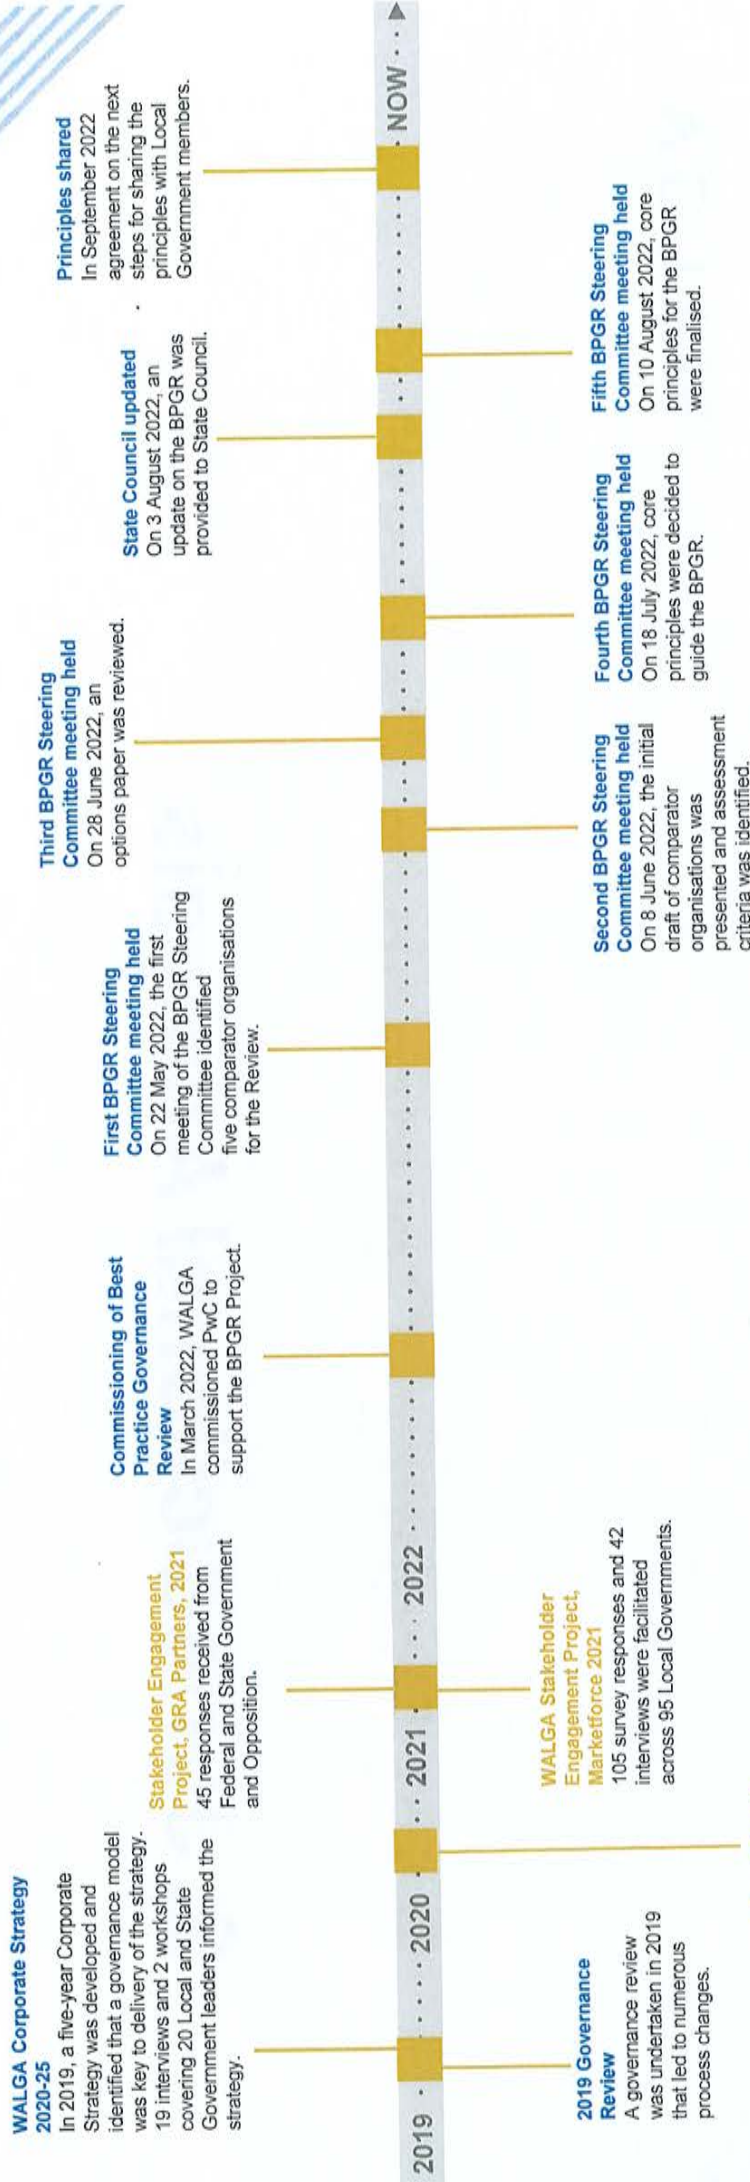 WALGA Corporate Strategy
2020-25
In 2019, a five-year Corporate
Strategy was developed and
identified that a governance model
was key to delivery of the strategy.
19 interviews and 2 workshops
covering 20 Local and State
Government leaders informed the
strategy.
Stakeholder Engagement
Project, GRA Partners, 2021
45 responses received from
Federal and State Government
and Opposition.
Commissioning of Best
Practice Governance
Review
In March 2022, WALGA
commissioned PwC to
support the BPGR Project.
First BPGR Steering
Committee meeting held
On 22 May 2022, the first
meeting of the BPGR Steering
Committee identified
five comparator organisations
for the Review.
Third BPGR Steering
Committee meeting held
On 28 June 2022, an
options paper was reviewed.
State Council updated
On 3 August 2022, an
update on the BPGR was
provided to State Council.
Principles shared
In September 2022
agreement on the next
steps for sharing the
principles with Local
Government members.
2019 2020 2021 2022 NOW
2019 Governance
Review
A governance review
was undertaken in 2019
that led to numerous
process changes.
WALGA Stakeholder
Engagement Project,
Marketforce 2021
105 survey responses and 42
interviews were facilitated
across 95 Local Governments.
Second BPGR Steering
Committee meeting held
On 8 June 2022, the initial
draft of comparator
organisations was
presented and assessment
criteria was identified.
Fourth BPGR Steering
Committee meeting held
On 18 July 2022, core
principles were decided to
guide the BPGR.
Fifth BPGR Steering
Committee meeting held
On 10 August 2022, core
principles for the BPGR
were finalised.